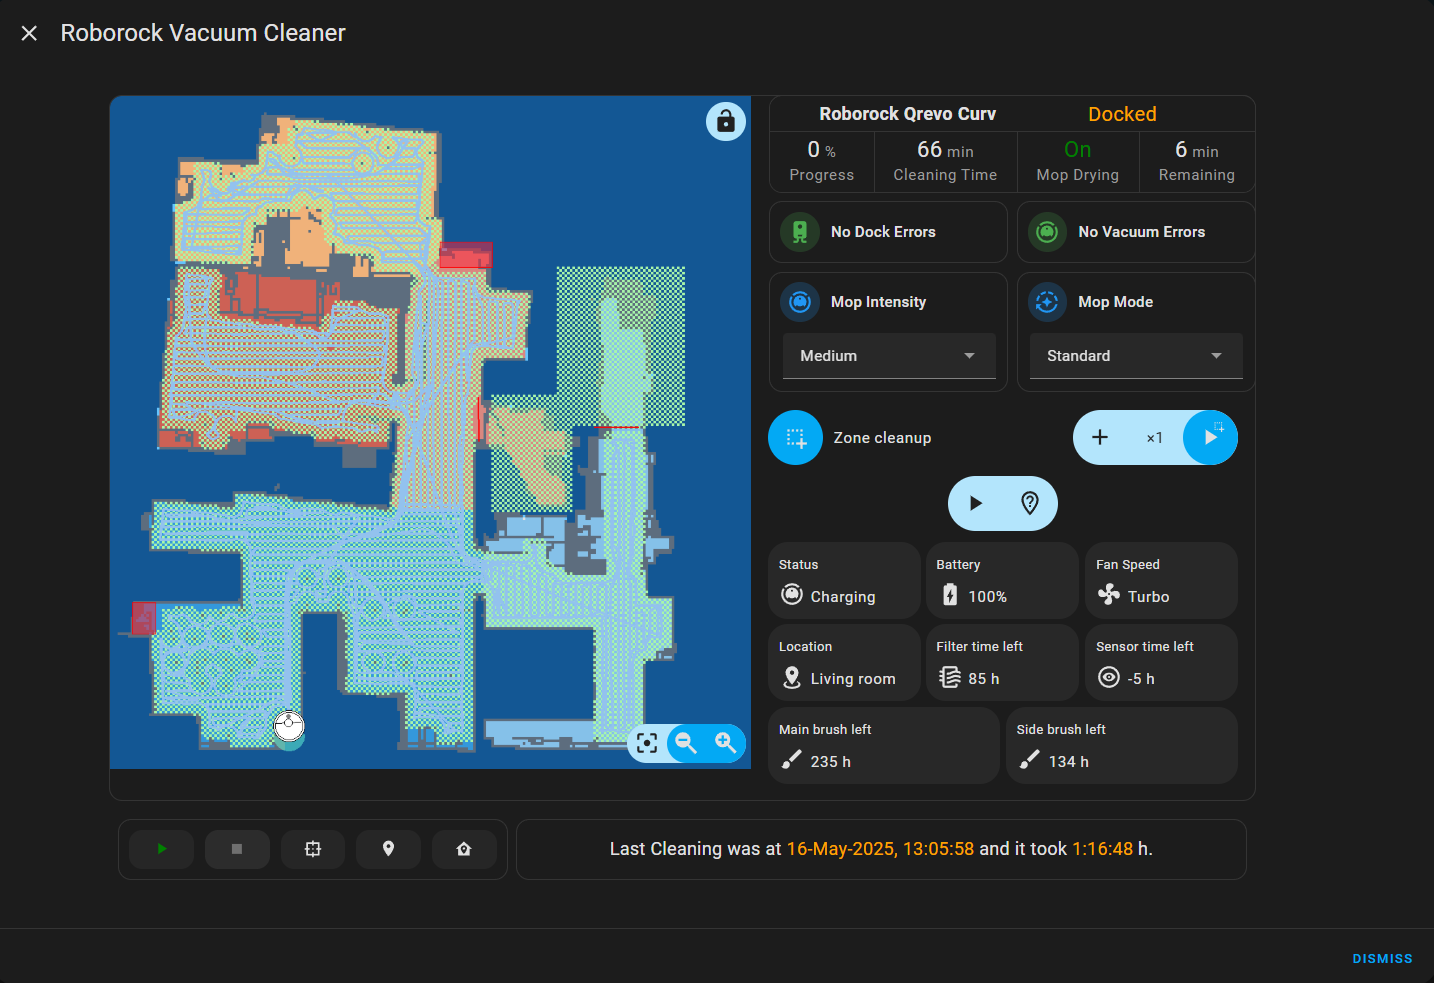 Roborock Vacuum Cleaner
Roborock Qrevo Curv Docked
0 % 66 min On 6 min
Progress Cleaning Time Mop Drying Remaining
No Dock Errors No Vacuum Errors
Mop Intensity Mop Mode
Medium Standard
Zone cleanup ×1
Status Battery Fan Speed
Charging 100% Turbo
Location Filter time left Sensor time left
Living room 85 h -5 h
Main brush left Side brush left
235 h 134 h
Last Cleaning was at 16-May-2025, 13:05:58 and it took 1:16:48 h.
DISMISS